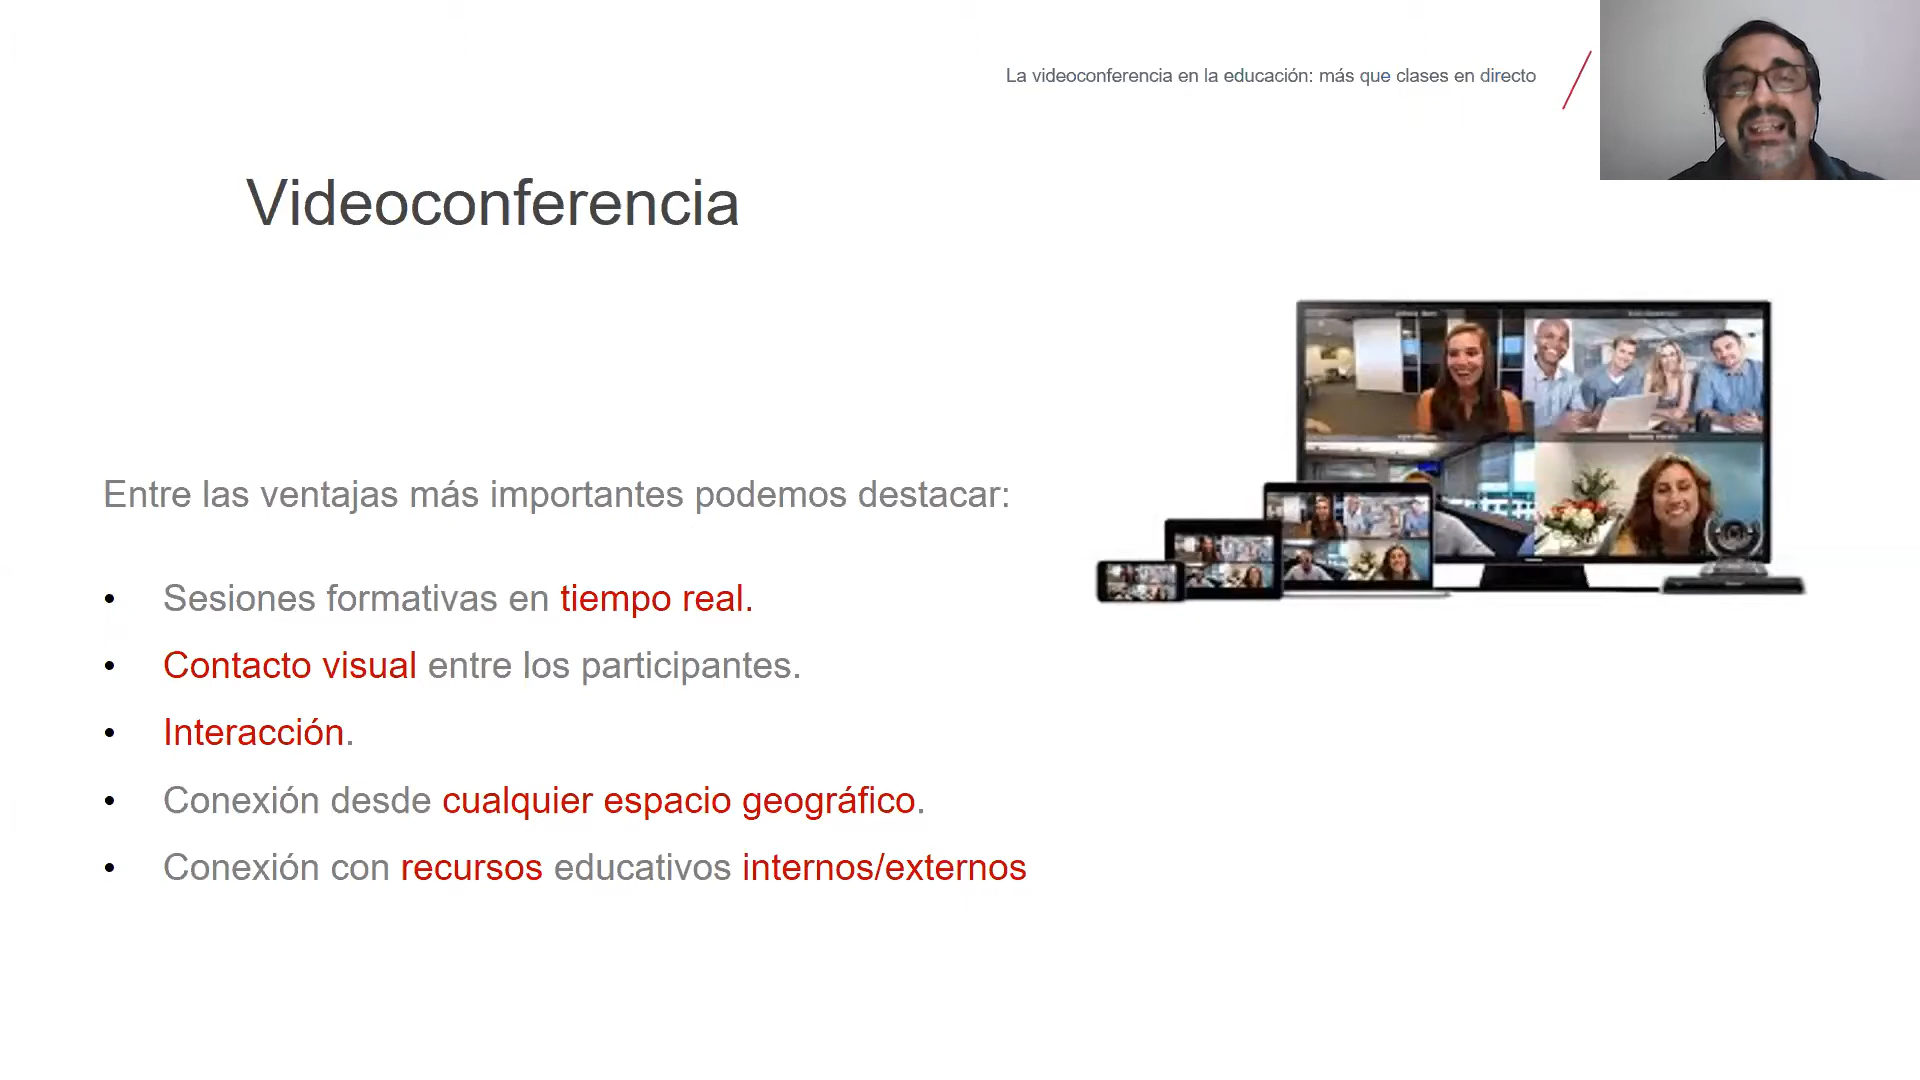 La videoconferencia en la educación: más que clases en directo
Videoconferencia
Entre las ventajas más importantes podemos destacar:
• Sesiones formativas en tiempo real.
• Contacto visual entre los participantes.
• Interacción.
• Conexión desde cualquier espacio geográfico.
• Conexión con recursos educativos internos/externos